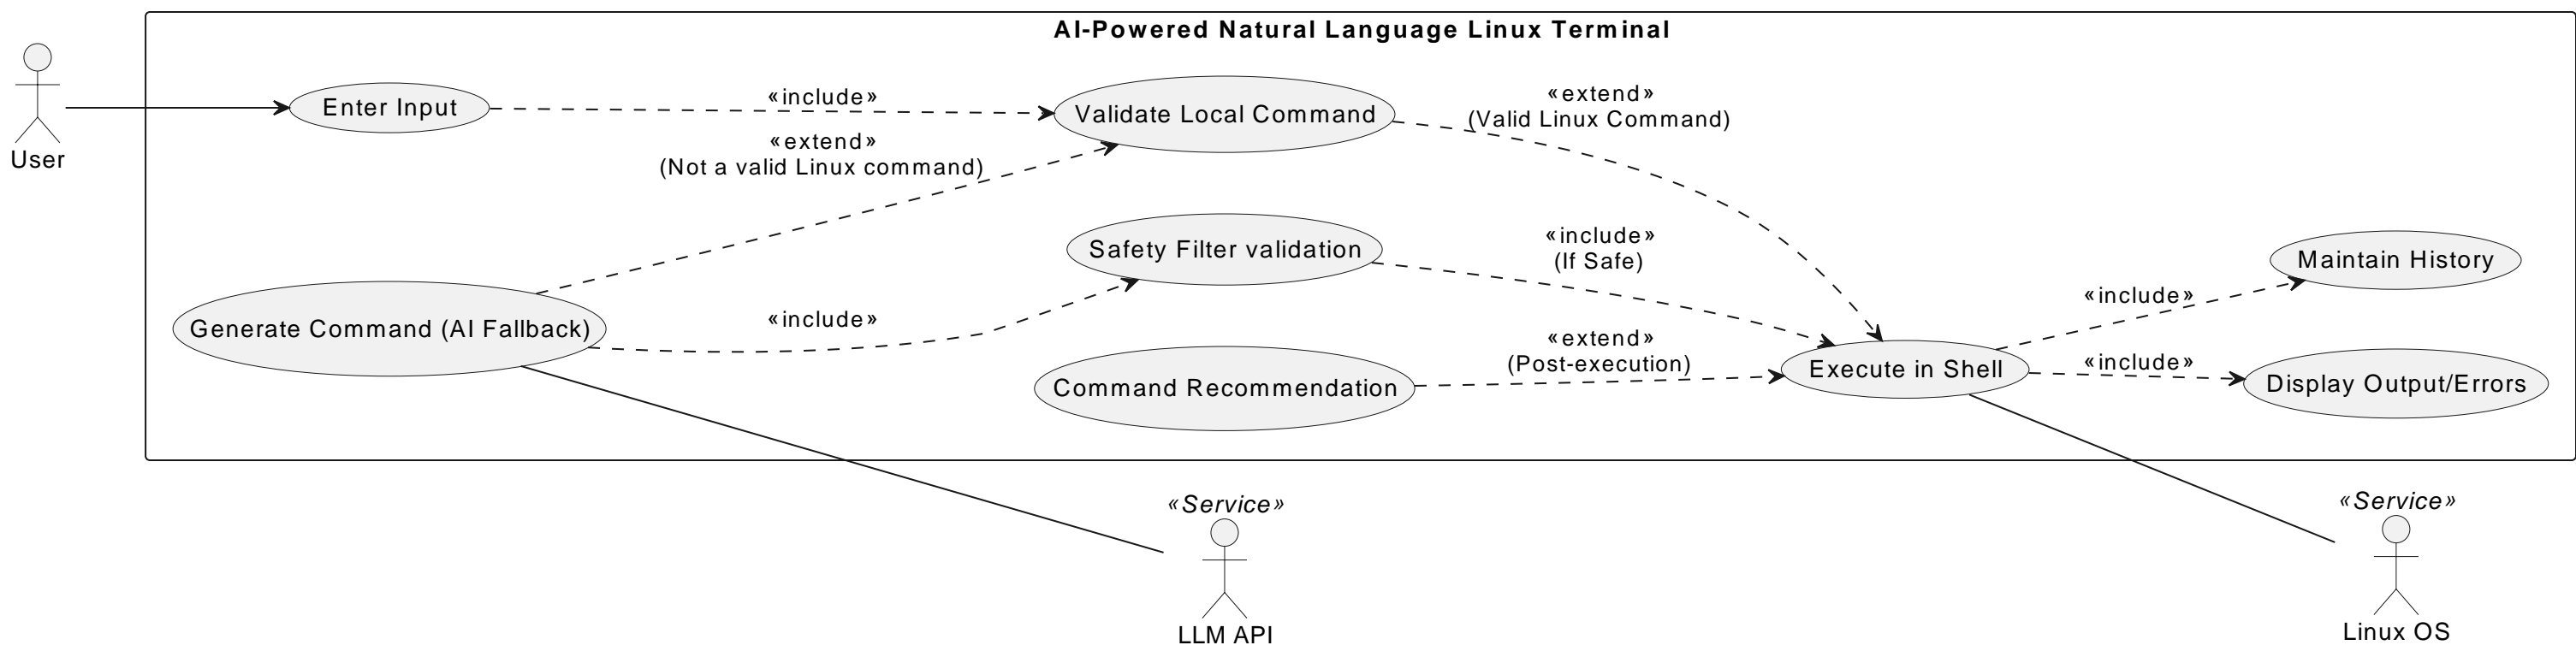 AI-Powered Natural Language Linux Terminal
User
Enter Input
«include»
Validate Local Command
«extend»
(Valid Linux Command)
«extend»
(Not a valid Linux command)
Safety Filter validation
«include»
(If Safe)
Maintain History
«include»
Generate Command (AI Fallback)
«include»
Command Recommendation
«extend»
(Post-execution)
Execute in Shell
«include»
Display Output/Errors
«Service»
LLM API
«Service»
Linux OS